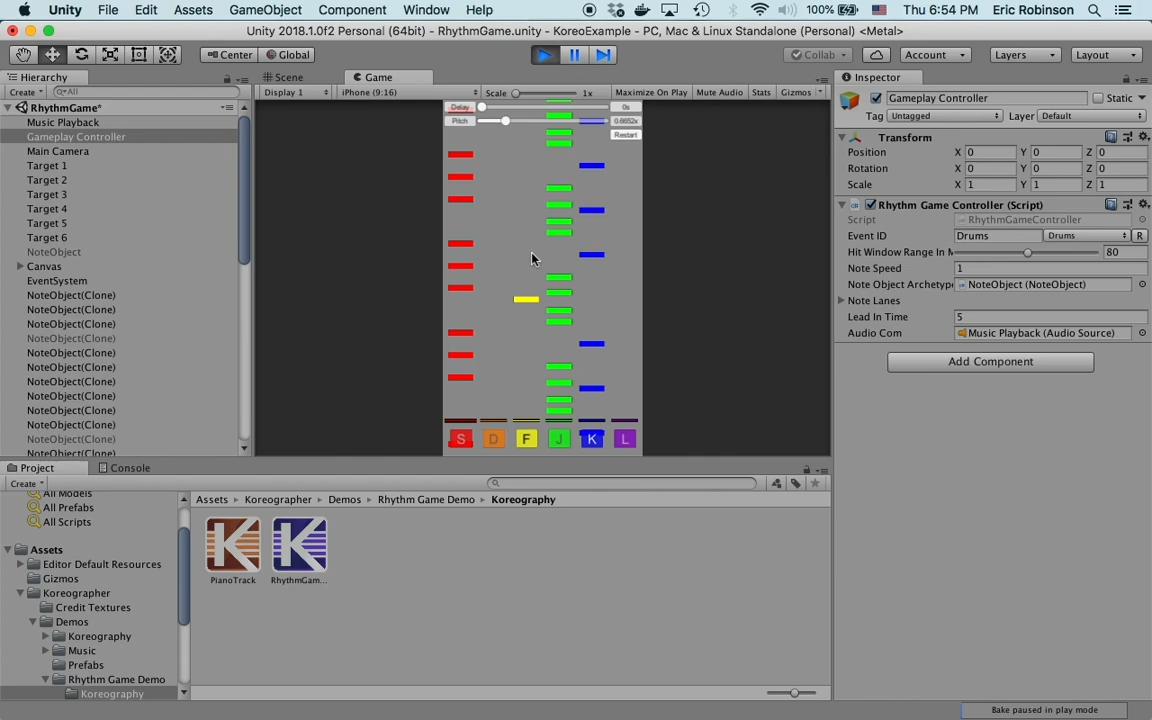 Unity File Edit Assets GameObject Component Window Help 100% Thu 6:54 PM Eric Robinson
Unity 2018.1.0f2 Personal (64bit) - RhythmGame.unity - KoreoExample - PC, Mac & Linux Standalone (Personal) <Metal>
Center Global Collab Account Layers Layout
Hierarchy Scene Game Inspector
Create All Display 1 iPhone (9:16) Scale 1x Maximize On Play Mute Audio Stats Gizmos
RhythmGame*
Music Playback
Gameplay Controller
Main Camera
Target 1
Target 2
Target 3
Target 4
Target 5
Target 6
NoteObject
Canvas
EventSystem
NoteObject(Clone)
NoteObject(Clone)
NoteObject(Clone)
NoteObject(Clone)
NoteObject(Clone)
NoteObject(Clone)
NoteObject(Clone)
NoteObject(Clone)
NoteObject(Clone)
NoteObject(Clone)
NoteObject(Clone)
NoteObject(Clone)
Delay 0s
Pitch 0.6652x
Restart
S D F J K L
Gameplay Controller Static
Tag Untagged Layer Default
Transform
Position X 0 Y 0 Z 0
Rotation X 0 Y 0 Z 0
Scale X 1 Y 1 Z 1
Rhythm Game Controller (Script)
Script RhythmGameController
Event ID Drums Drums R
Hit Window Range In M 80
Note Speed 1
Note Object Archetyp NoteObject (NoteObject)
Note Lanes
Lead In Time 5
Audio Com Music Playback (Audio Source)
Add Component
Project Console
Create
All Models
All Prefabs
All Scripts
Assets
Editor Default Resources
Gizmos
Koreographer
Credit Textures
Demos
Koreography
Music
Prefabs
Rhythm Game Demo
Koreography
Assets Koreographer Demos Rhythm Game Demo Koreography
PianoTrack RhythmGam...
Bake paused in play mode